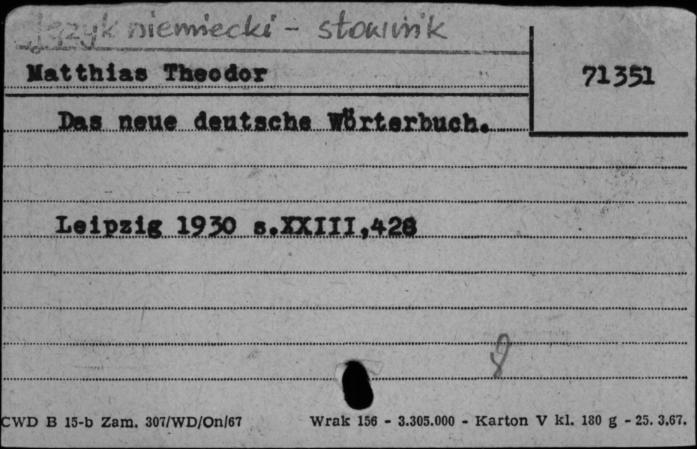 Język niemiecki - słownik
Matthias Theodor
71351
Das neue deutsche Wörterbuch.
Leipzig 1930 s.XXIII,428
8
CWD B 15-b Zam. 307/WD/On/67 Wrak 156 - 3.305.000 - Karton V kl. 180 g - 25. 3.67.